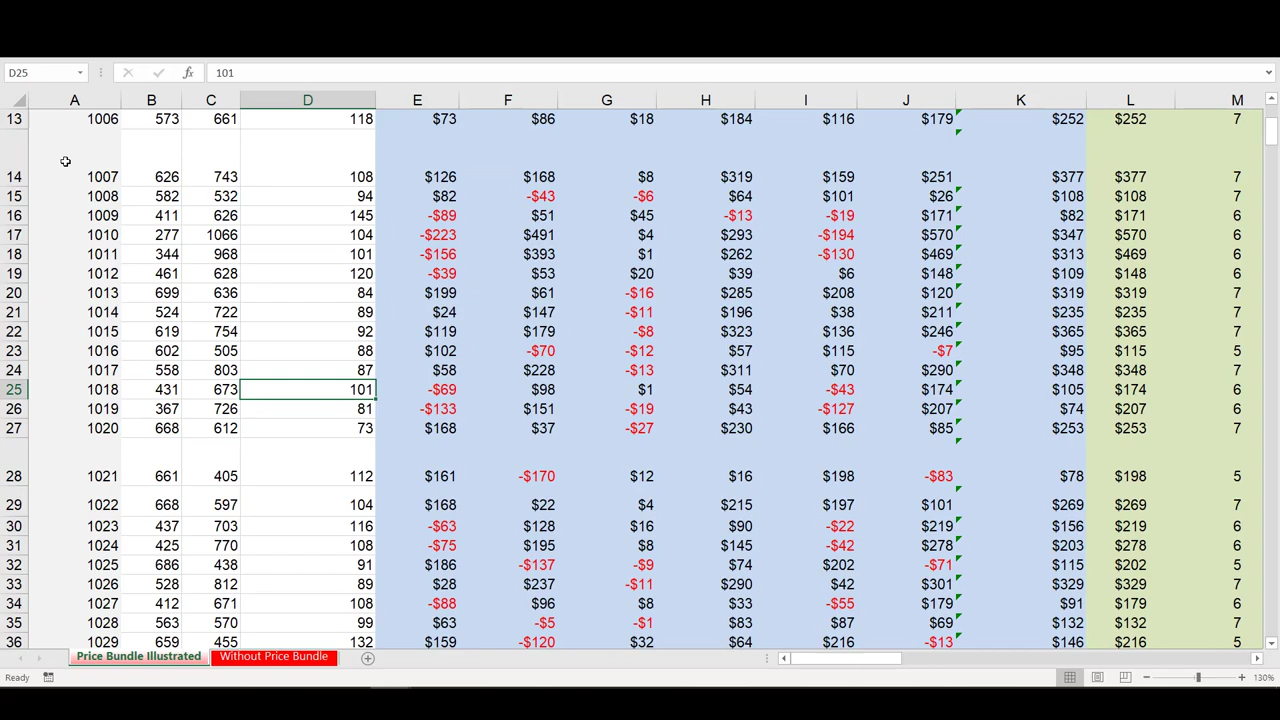 D25 fx 101
A B C D E F G H I J K L M
13 1006 573 661 118 $73 $86 $18 $184 $116 $179 $252 $252 7
14 1007 626 743 108 $126 $168 $8 $319 $159 $251 $377 $377 7
15 1008 582 532 94 $82 -$43 -$6 $64 $101 $26 $108 $108 7
16 1009 411 626 145 -$89 $51 $45 -$13 -$19 $171 $82 $171 6
17 1010 277 1066 104 -$223 $491 $4 $293 -$194 $570 $347 $570 6
18 1011 344 968 101 -$156 $393 $1 $262 -$130 $469 $313 $469 6
19 1012 461 628 120 -$39 $53 $20 $39 $6 $148 $109 $148 6
20 1013 699 636 84 $199 $61 -$16 $285 $208 $120 $319 $319 7
21 1014 524 722 89 $24 $147 -$11 $196 $38 $211 $235 $235 7
22 1015 619 754 92 $119 $179 -$8 $323 $136 $246 $365 $365 7
23 1016 602 505 88 $102 -$70 -$12 $57 $115 -$7 $95 $115 5
24 1017 558 803 87 $58 $228 -$13 $311 $70 $290 $348 $348 7
25 1018 431 673 101 -$69 $98 $1 $54 -$43 $174 $105 $174 6
26 1019 367 726 81 -$133 $151 -$19 $43 -$127 $207 $74 $207 6
27 1020 668 612 73 $168 $37 -$27 $230 $166 $85 $253 $253 7
28 1021 661 405 112 $161 -$170 $12 $16 $198 -$83 $78 $198 5
29 1022 668 597 104 $168 $22 $4 $215 $197 $101 $269 $269 7
30 1023 437 703 116 -$63 $128 $16 $90 -$22 $219 $156 $219 6
31 1024 425 770 108 -$75 $195 $8 $145 -$42 $278 $203 $278 6
32 1025 686 438 91 $186 -$137 -$9 $74 $202 -$71 $115 $202 5
33 1026 528 812 89 $28 $237 -$11 $290 $42 $301 $329 $329 7
34 1027 412 671 108 -$88 $96 $8 $33 -$55 $179 $91 $179 6
35 1028 563 570 99 $63 -$5 -$1 $83 $87 $69 $132 $132 7
36 1029 659 455 132 $159 -$120 $32 $64 $216 -$13 $146 $216 5
Price Bundle Illustrated Without Price Bundle
Ready 130%